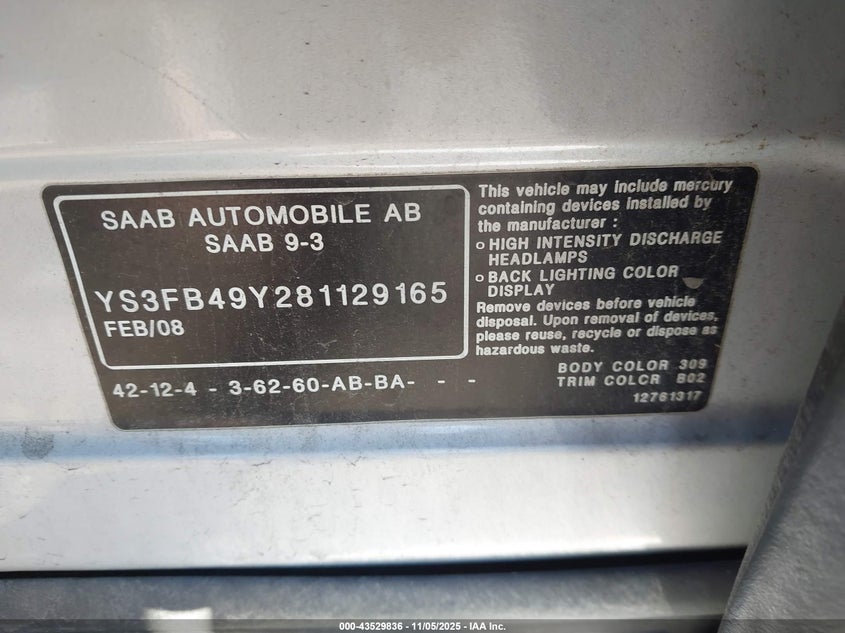 SAAB AUTOMOBILE AB
SAAB 9-3
YS3FB49Y281129165
FEB/08
42-12-4 - 3-62-60-AB-BA- - -
This vehicle may include mercury
containing devices installed by
the manufacturer :
o HIGH INTENSITY DISCHARGE
HEADLAMPS
o BACK LIGHTING COLOR
DISPLAY
Remove devices before vehicle
disposal. Upon removal of devices,
please reuse, recycle or dispose as
hazardous waste.
BODY COLOR 309
TRIM COLOR B02
12761317
000-43529836 - 11/05/2025 - IAA Inc.